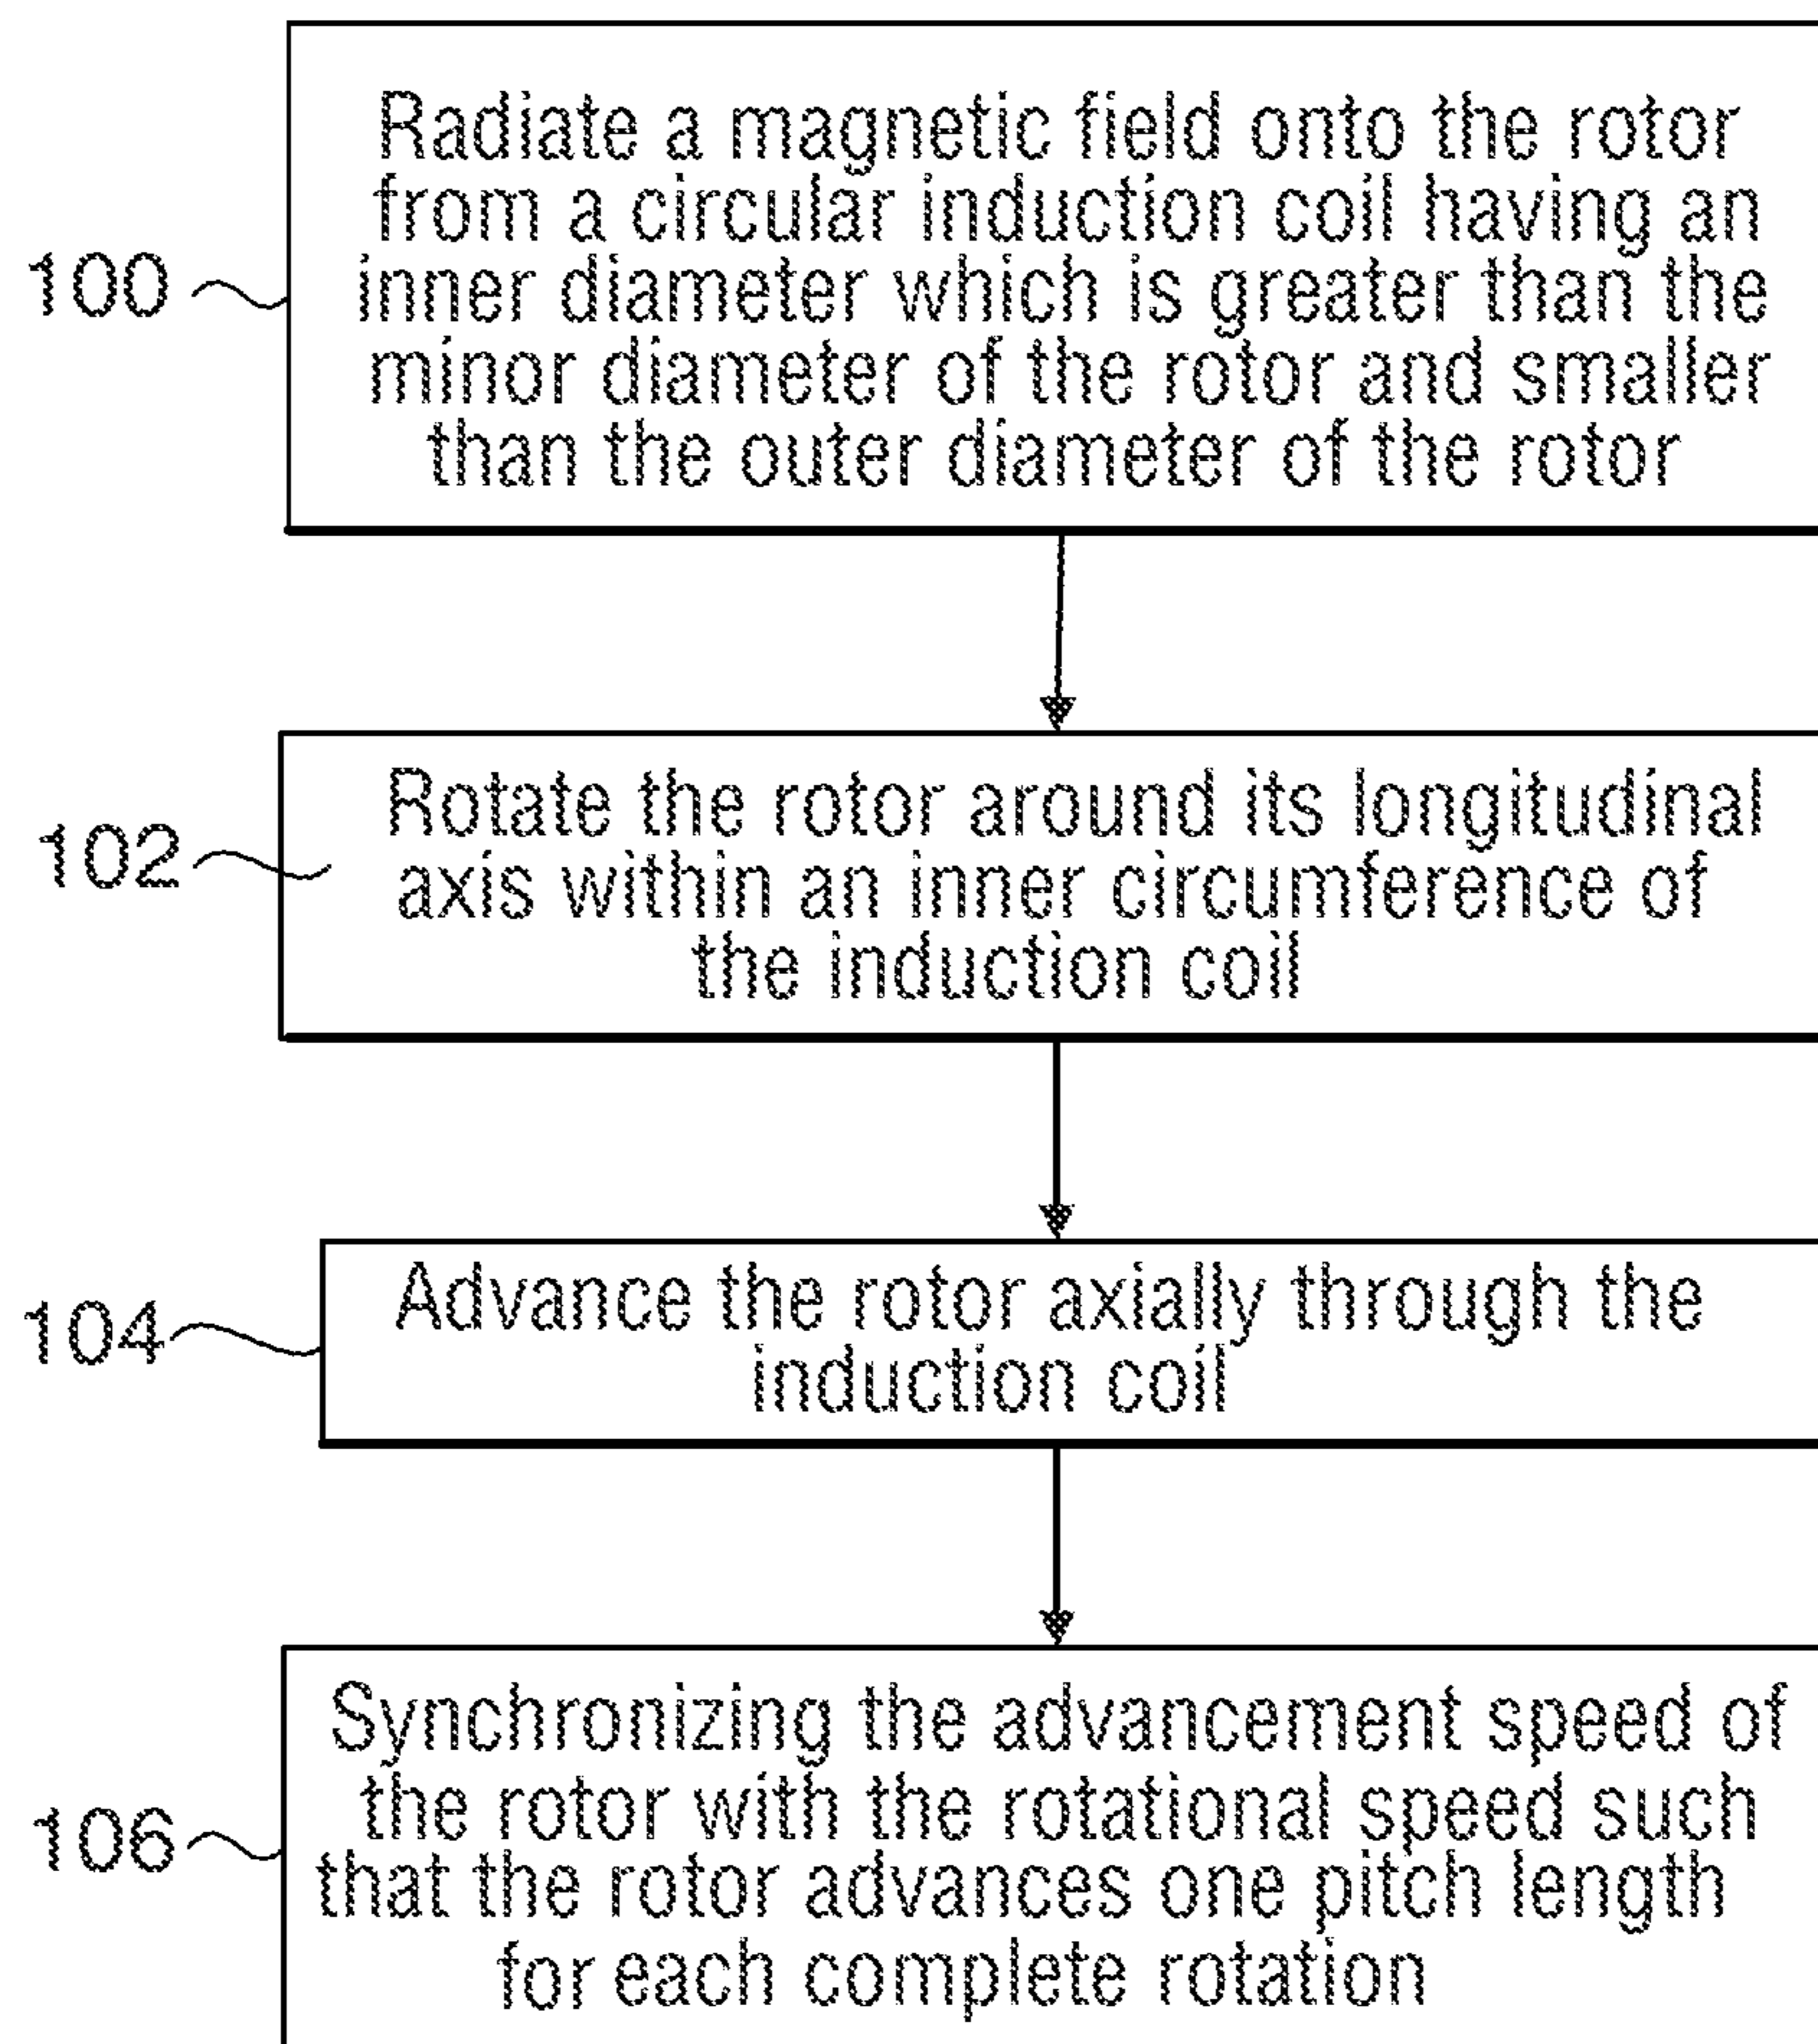 Radiate a magnetic field onto the rotor
from a circular induction coil having an
100
inner diameter which is greater than the
minor diameter of the rotor and smaller
than the outer diameter of the rotor
Rotate the rotor around its longitudinal
102
axis within an inner circumference of
the induction coil
104
Advance the rotor axially through the
induction coil
Synchronizing the advancement speed of
the rotor with the rotational speed such
106
that the rotor advances one pitch length
for each complete rotation